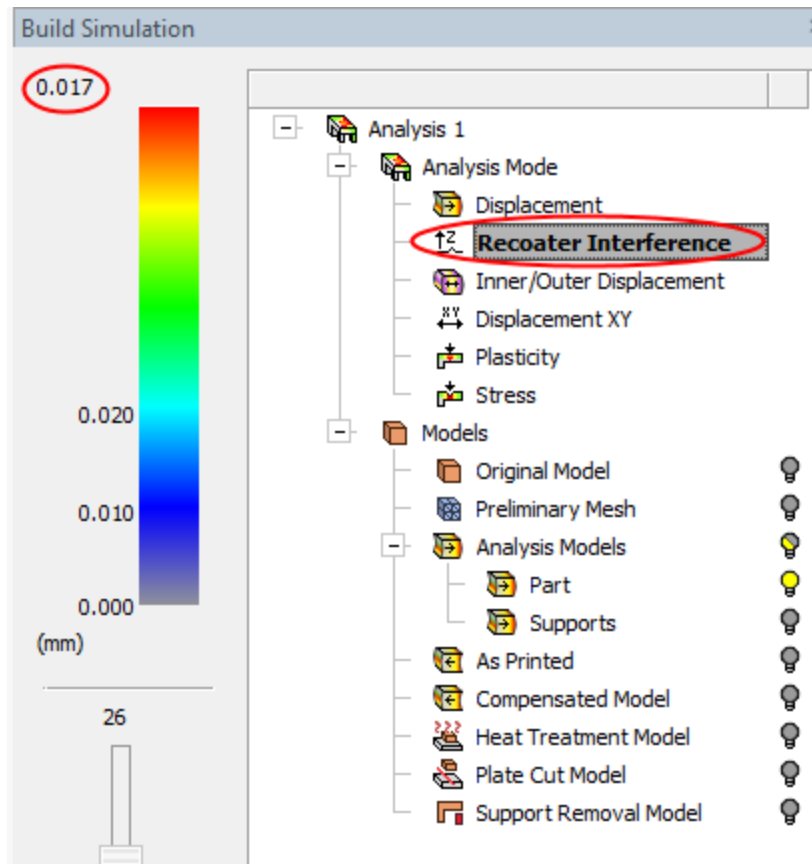 Build Simulation
0.017
0.020
0.010
0.000
(mm)
26
Analysis 1
Analysis Mode
Displacement
Z
Recoater Interference
Inner/Outer Displacement
XY
Displacement XY
Plasticity
Stress
Models
Original Model
Preliminary Mesh
Analysis Models
Part
Supports
As Printed
Compensated Model
Heat Treatment Model
Plate Cut Model
Support Removal Model